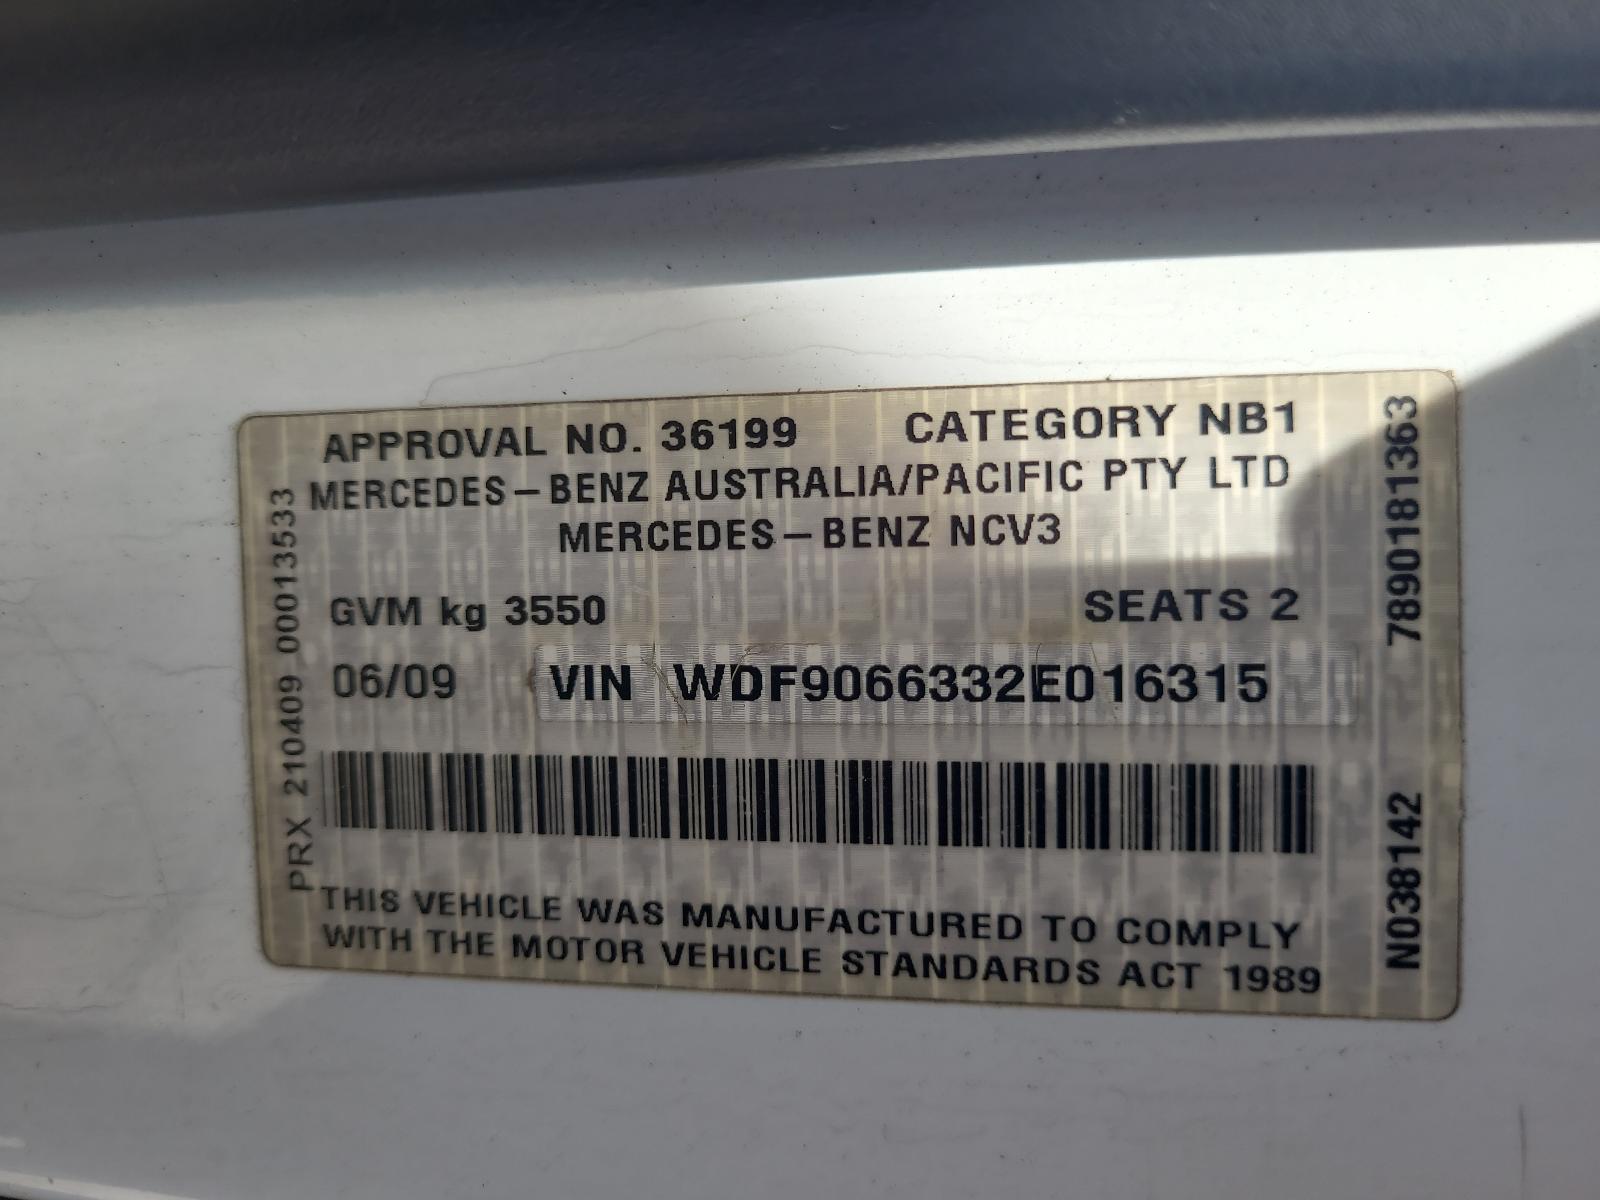 APPROVAL NO. 36199 CATEGORY NB1
MERCEDES-BENZ AUSTRALIA/PACIFIC PTY LTD
MERCEDES-BENZ NCV3
GVM kg 3550 SEATS 2
06/09 VIN WDF9066332E016315
THIS VEHICLE WAS MANUFACTURED TO COMPLY
WITH THE MOTOR VEHICLE STANDARDS ACT 1989
PRX 210409 00013533
N038142 7890181363